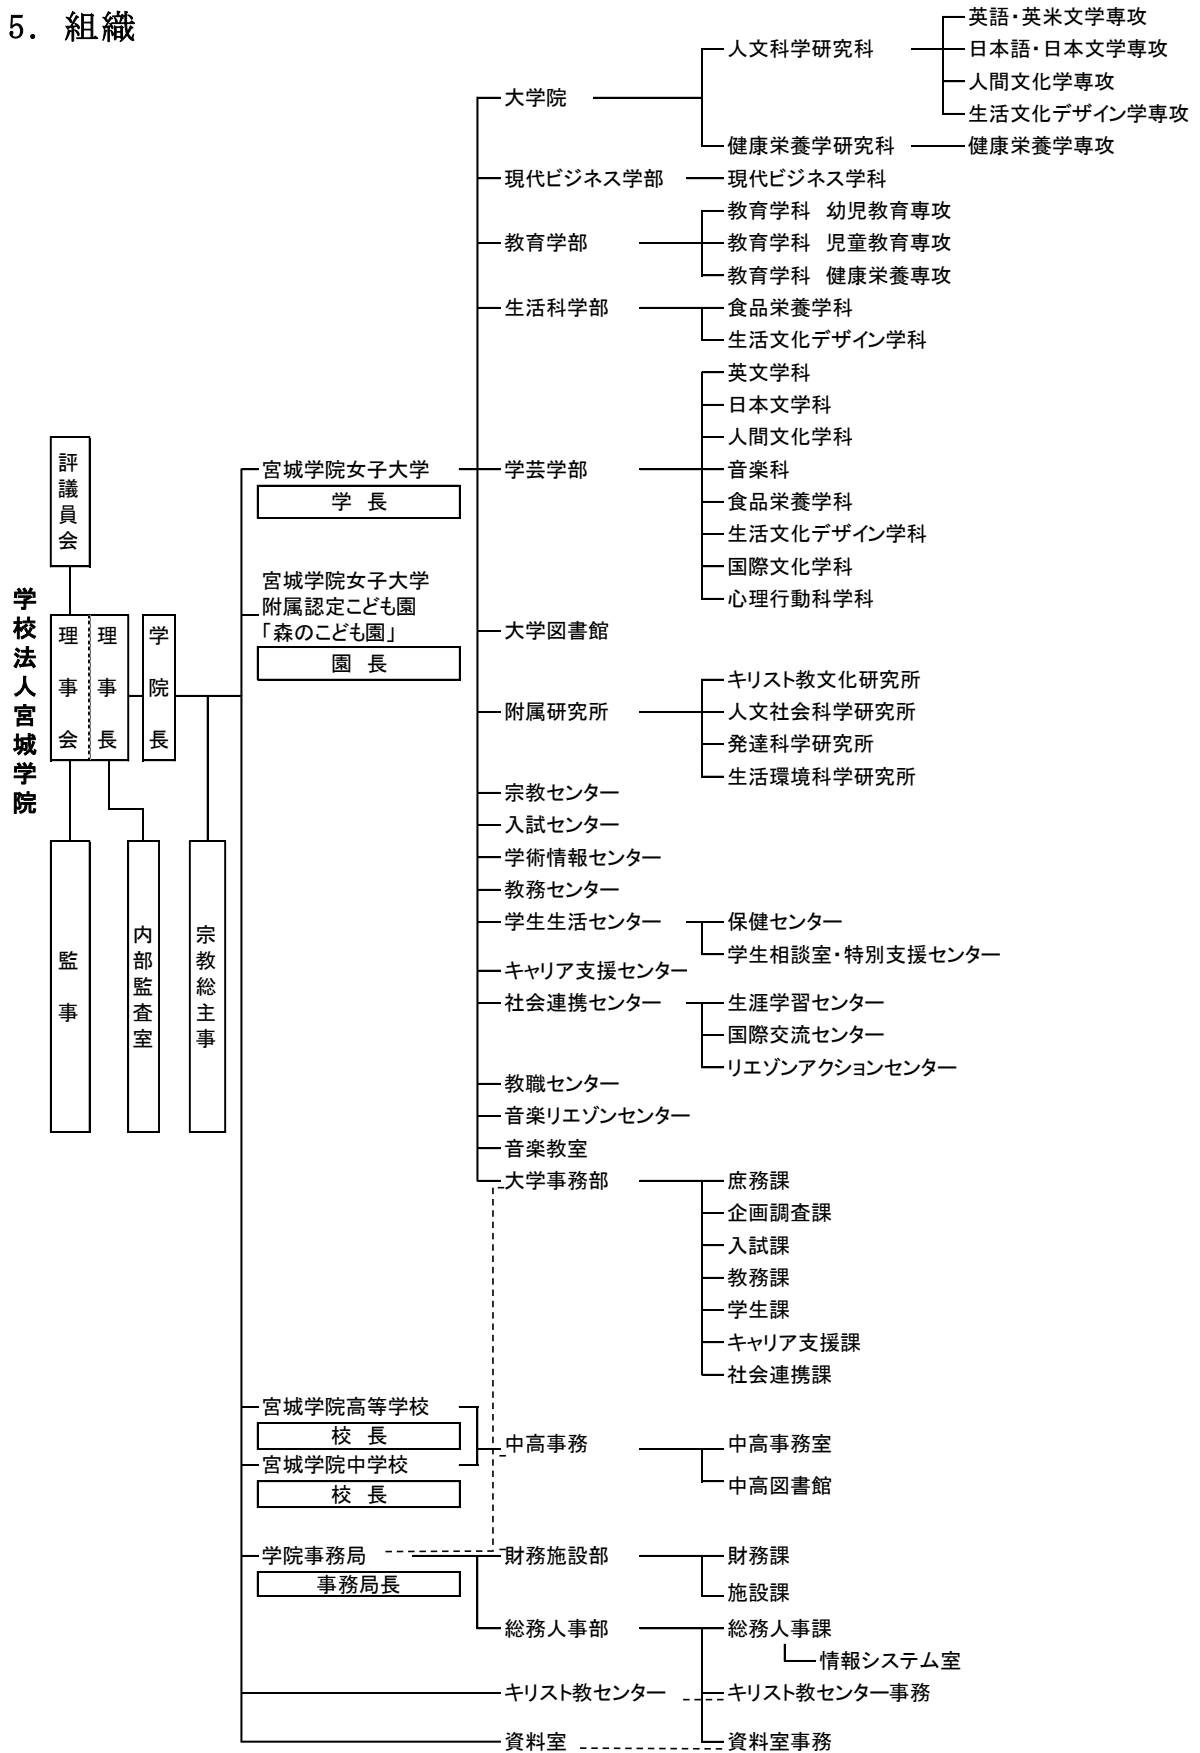 5. 組織
学校法人宮城学院
評議員会
理事会
理事長
学院長
監事
内部監査室
宗教総主事
宮城学院女子大学
学 長
大学院
人文科学研究科
英語・英米文学専攻
日本語・日本文学専攻
人間文化学専攻
生活文化デザイン学専攻
健康栄養学研究科
健康栄養学専攻
現代ビジネス学部
現代ビジネス学科
教育学部
教育学科 幼児教育専攻
教育学科 児童教育専攻
教育学科 健康栄養専攻
生活科学部
食品栄養学科
生活文化デザイン学科
学芸学部
英文学科
日本文学科
人間文化学科
音楽科
食品栄養学科
生活文化デザイン学科
国際文化学科
心理行動科学科
大学図書館
附属研究所
キリスト教文化研究所
人文社会科学研究所
発達科学研究所
生活環境科学研究所
宗教センター
入試センター
学術情報センター
教務センター
学生生活センター
保健センター
学生相談室・特別支援センター
キャリア支援センター
社会連携センター
生涯学習センター
国際交流センター
リエゾンアクションセンター
教職センター
音楽リエゾンセンター
音楽教室
大学事務部
庶務課
企画調査課
入試課
教務課
学生課
キャリア支援課
社会連携課
宮城学院女子大学
附属認定こども園
「森のこども園」
園 長
宮城学院高等学校
校 長
宮城学院中学校
校 長
中高事務
中高事務室
中高図書館
学院事務局
事務局長
財務施設部
財務課
施設課
総務人事部
総務人事課
情報システム室
キリスト教センター
キリスト教センター事務
資料室
資料室事務